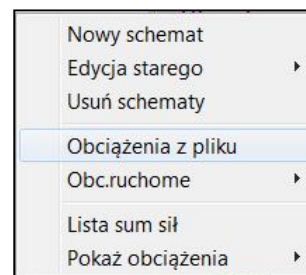 Nowy schemat
Edycja starego
Usuń schematy
Obciążenia z pliku
Obc.ruchome
Lista sum sił
Pokaż obciążenia